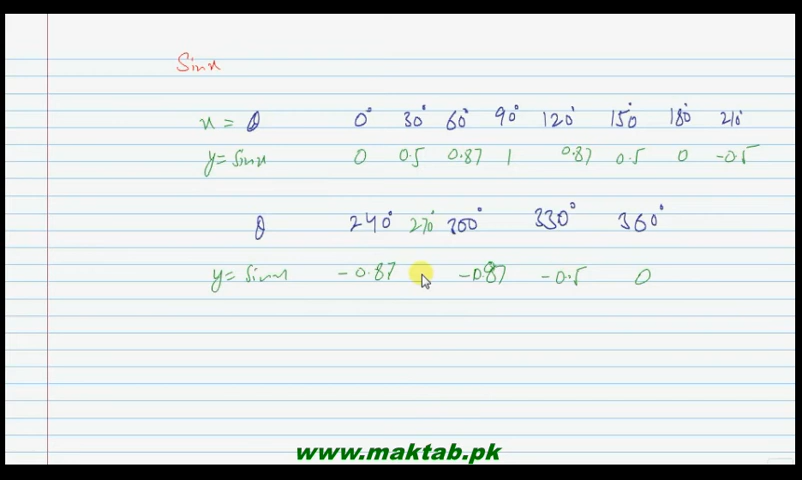 Sinx
x = θ 0° 30° 60° 90° 120° 150° 180° 210°
y = Sinx 0 0.5 0.87 1 0.87 0.5 0 -0.5
θ 240° 270° 300° 330° 360°
y = Sinx -0.87 -0.87 -0.5 0
www.maktab.pk